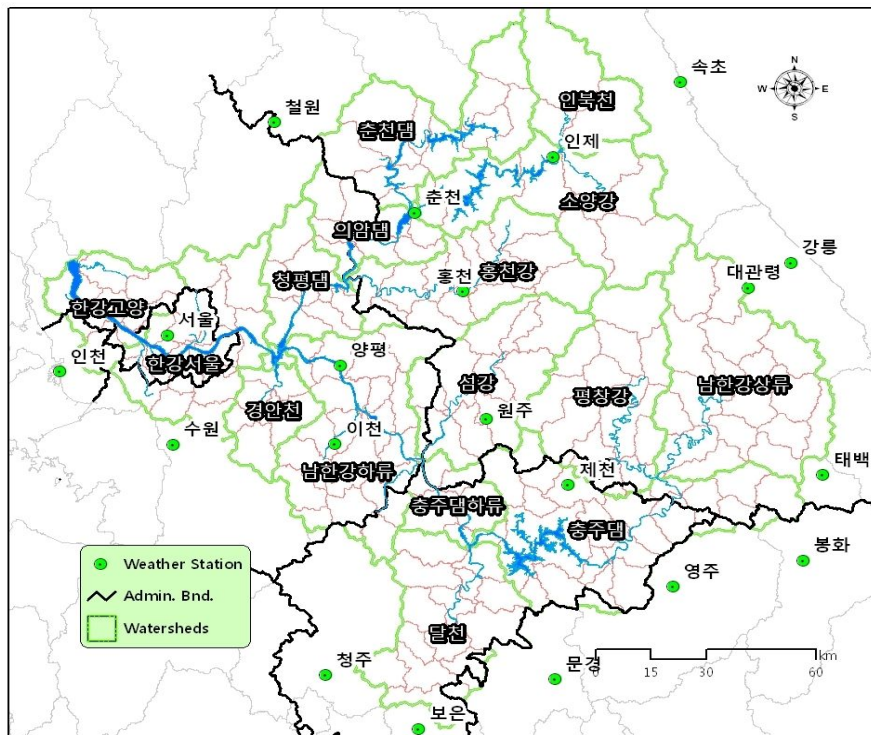 속초
N
W E
S
철원
인북천
춘천댐
인제
춘천
소양강
의암댐
강릉
청평댐
홍천
홍천강
대관령
한강고양
서울
인천
한강서울
양평
섬강
평창강
남한강상류
경안천
원주
수원
이천
남한강하류
제천
태백
충주댐하류
충주댐
봉화
영주
Weather Station
Admin. Bnd.
Watersheds
달천
청주
문경
km
0 15 30 60
보은